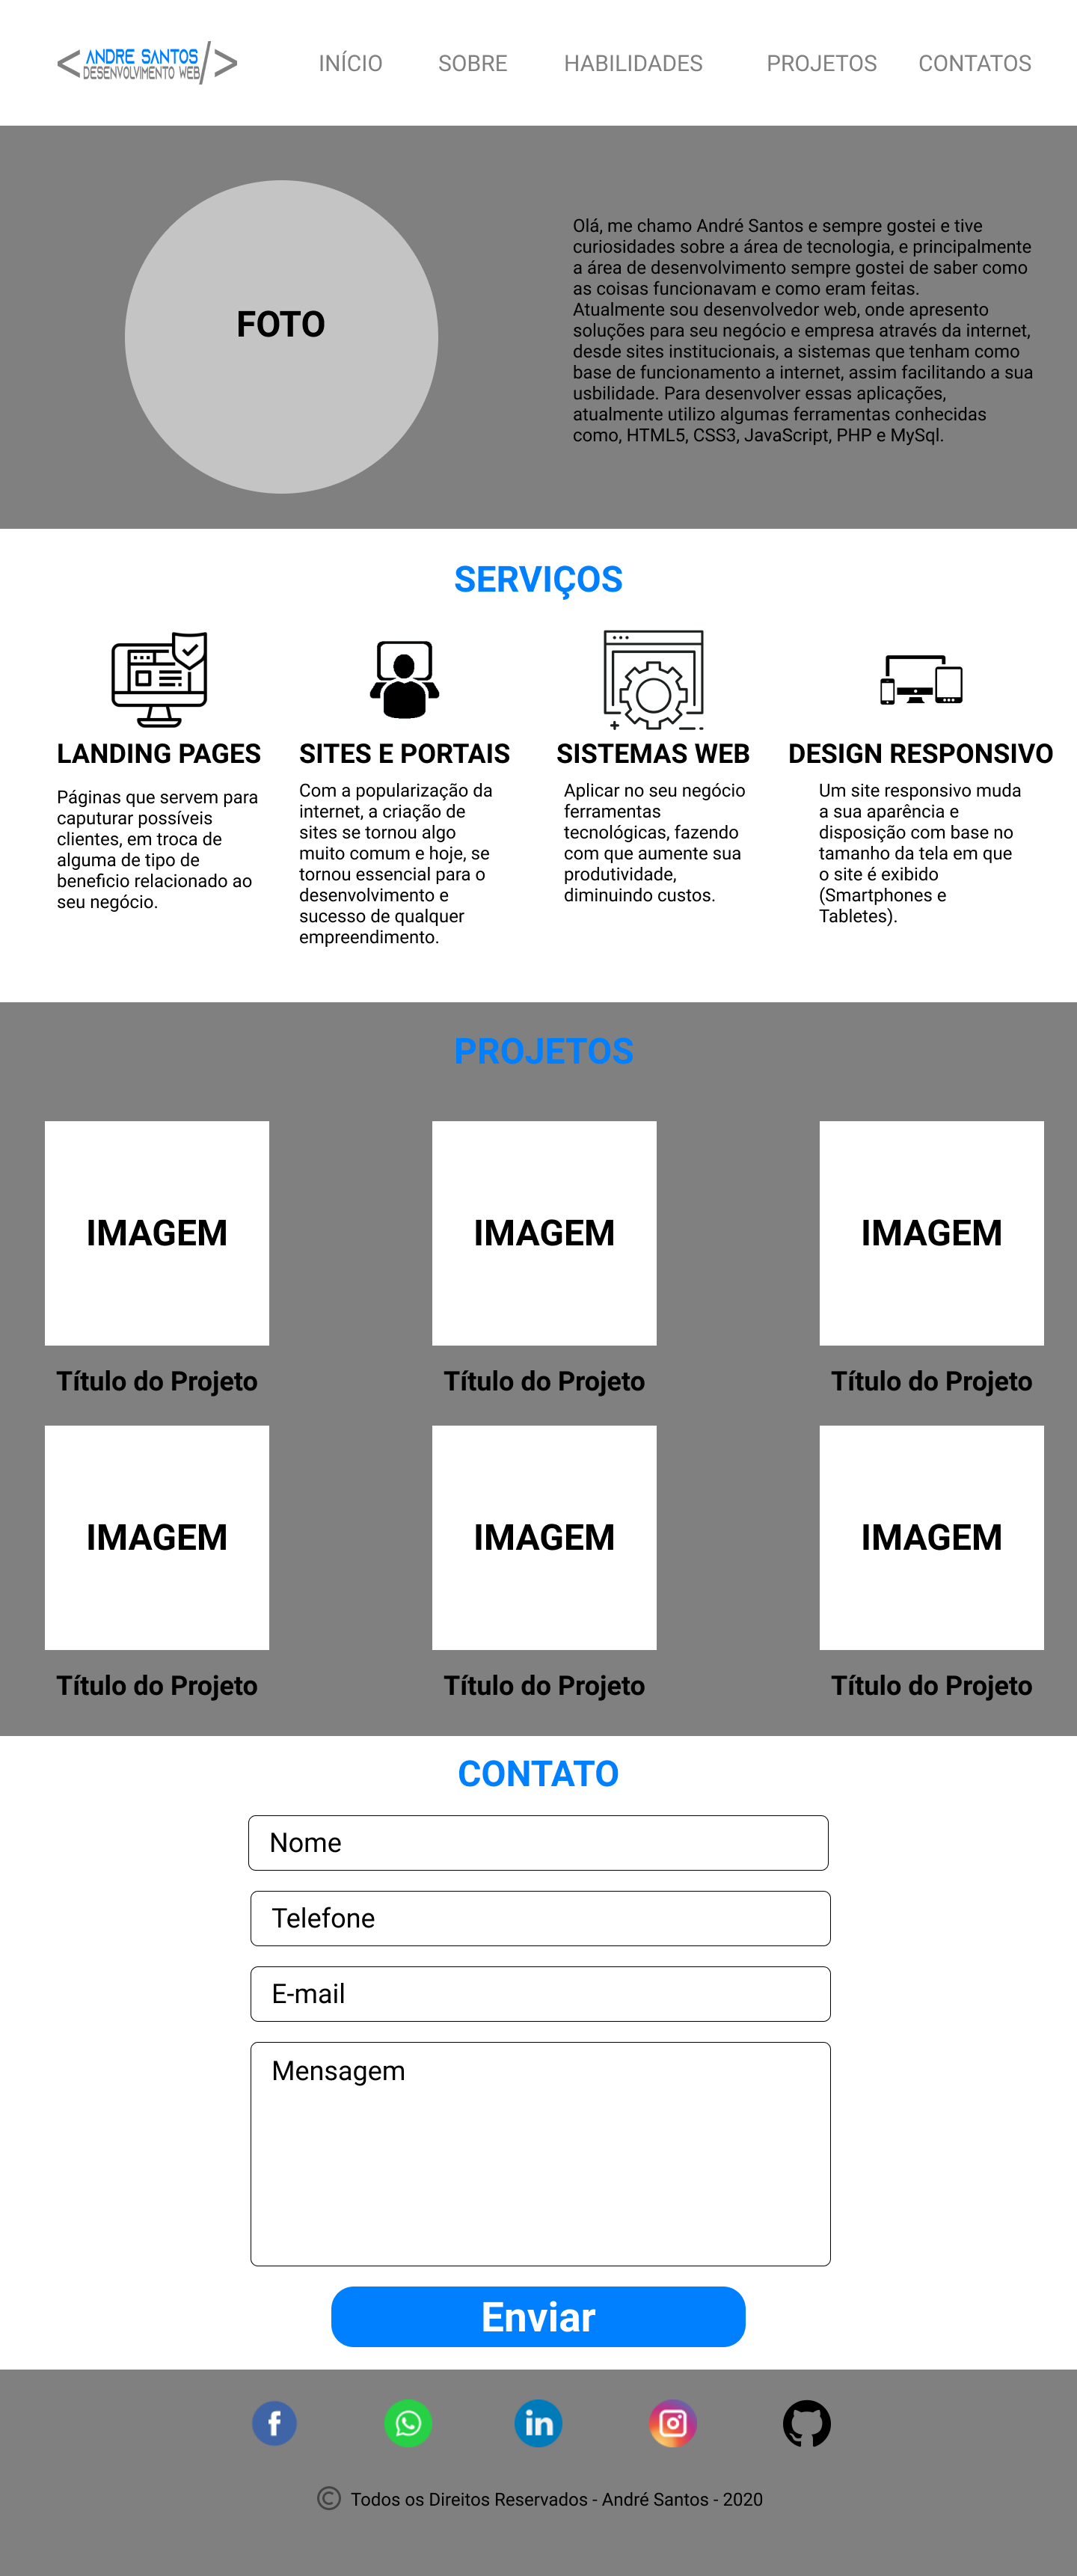 ANDRE SANTOS
DESENVOLVIMENTO WEB
INÍCIO SOBRE HABILIDADES PROJETOS CONTATOS
FOTO
Olá, me chamo André Santos e sempre gostei e tive
curiosidades sobre a área de tecnologia, e principalmente
a área de desenvolvimento sempre gostei de saber como
as coisas funcionavam e como eram feitas.
Atualmente sou desenvolvedor web, onde apresento
soluções para seu negócio e empresa através da internet,
desde sites institucionais, a sistemas que tenham como
base de funcionamento a internet, assim facilitando a sua
usbilidade. Para desenvolver essas aplicações,
atualmente utilizo algumas ferramentas conhecidas
como, HTML5, CSS3, JavaScript, PHP e MySql.
SERVIÇOS
LANDING PAGES
Páginas que servem para
caputurar possíveis
clientes, em troca de
alguma de tipo de
beneficio relacionado ao
seu negócio.
SITES E PORTAIS
Com a popularização da
internet, a criação de
sites se tornou algo
muito comum e hoje, se
tornou essencial para o
desenvolvimento e
sucesso de qualquer
empreendimento.
SISTEMAS WEB
Aplicar no seu negócio
ferramentas
tecnológicas, fazendo
com que aumente sua
produtividade,
diminuindo custos.
DESIGN RESPONSIVO
Um site responsivo muda
a sua aparência e
disposição com base no
tamanho da tela em que
o site é exibido
(Smartphones e
Tabletes).
PROJETOS
IMAGEM IMAGEM IMAGEM
Título do Projeto Título do Projeto Título do Projeto
IMAGEM IMAGEM IMAGEM
Título do Projeto Título do Projeto Título do Projeto
CONTATO
Nome
Telefone
E-mail
Mensagem
Enviar
© Todos os Direitos Reservados - André Santos - 2020